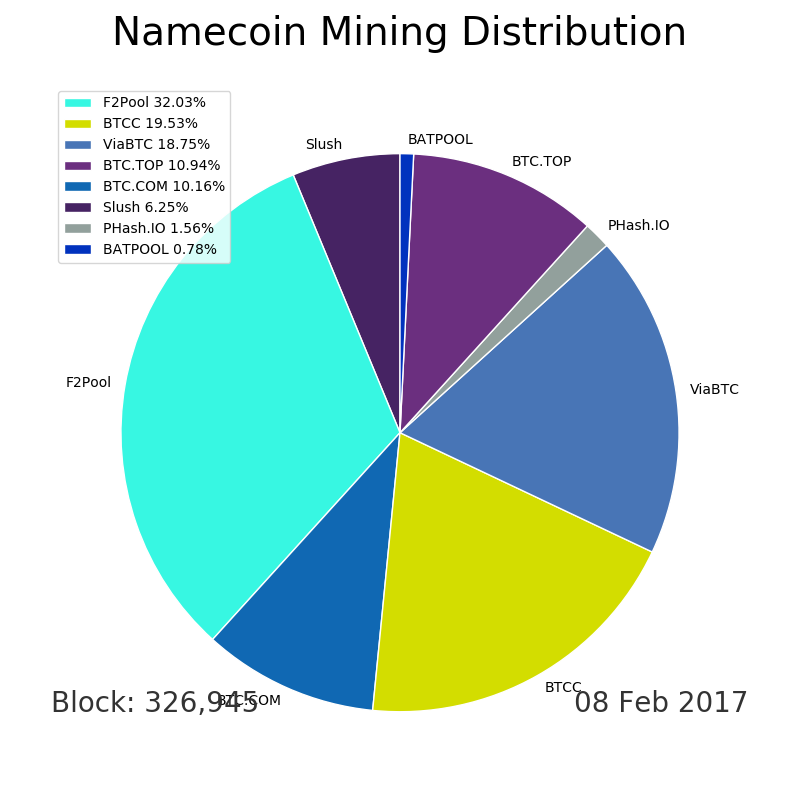 Namecoin Mining Distribution
F2Pool 32.03%
BTCC 19.53%
ViaBTC 18.75%
BTC.TOP 10.94%
BTC.COM 10.16%
Slush 6.25%
PHash.IO 1.56%
BATPOOL 0.78%
Slush
BATPOOL
BTC.TOP
PHash.IO
F2Pool
ViaBTC
BTCC
BTC.COM
Block: 326,945
08 Feb 2017